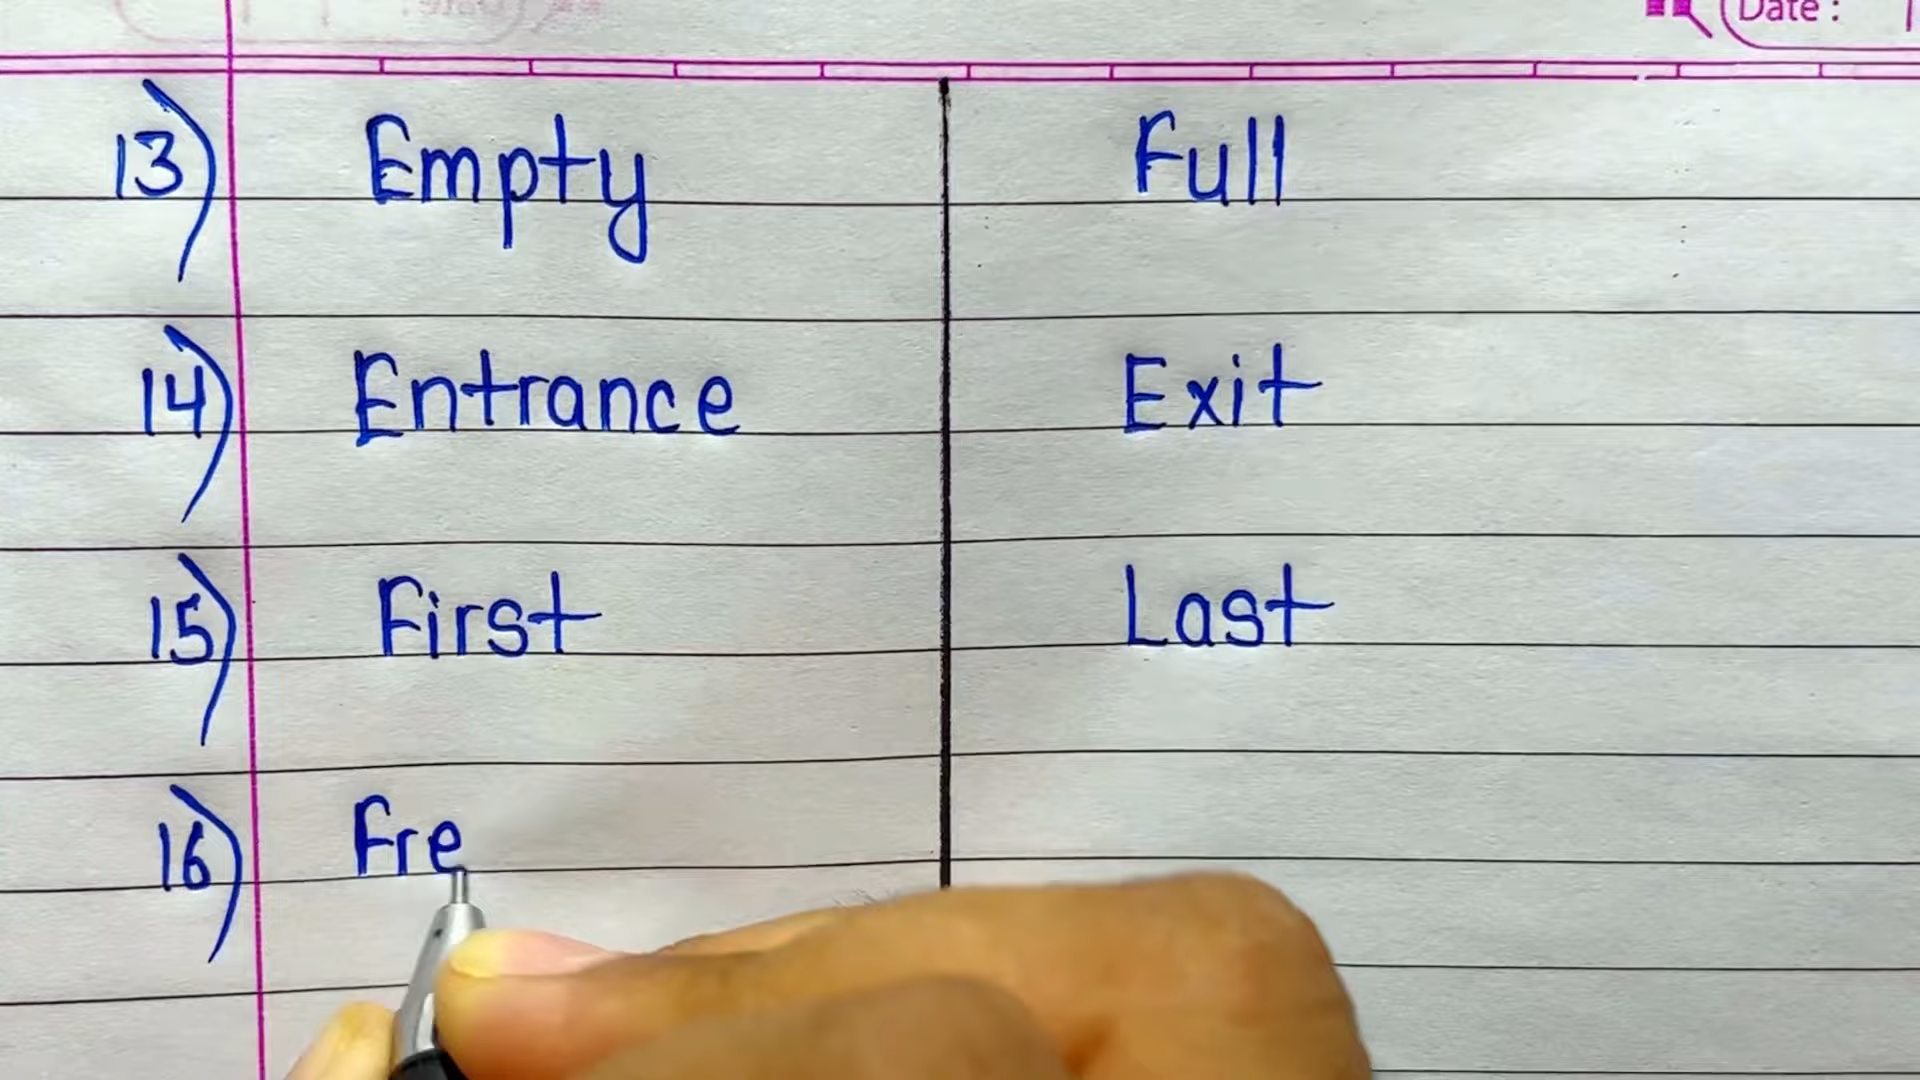 Date :
13) Empty Full
14) Entrance Exit
15) First Last
16) Fre